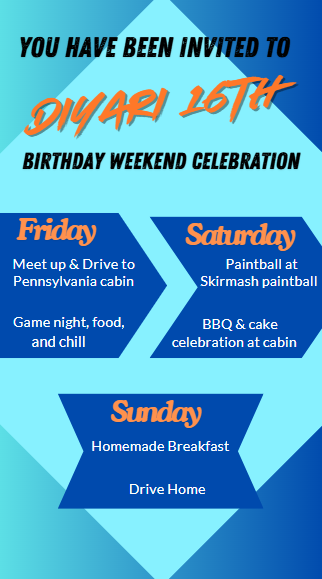 YOU HAVE BEEN INVITED TO
DIYARI 16TH
BIRTHDAY WEEKEND CELEBRATION
Friday
Meet up & Drive to
Pennsylvania cabin
Game night, food,
and chill
Saturday
Paintball at
Skirmash paintball
BBQ & cake
celebration at cabin
Sunday
Homemade Breakfast
Drive Home